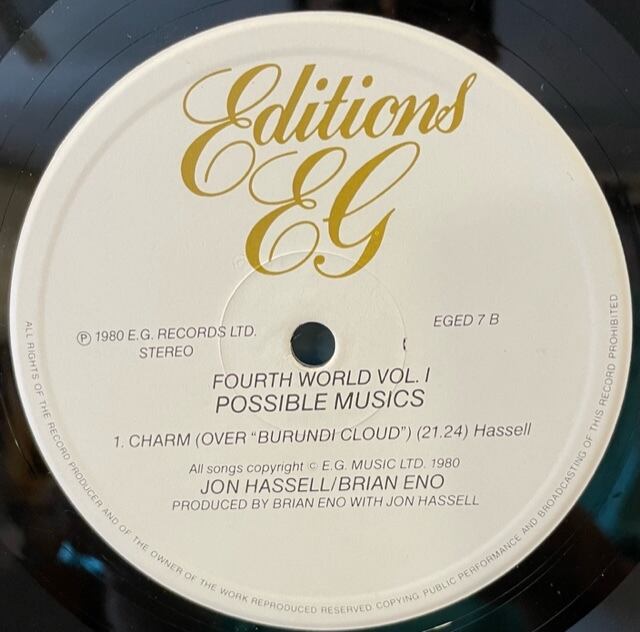 Editions
EG
℗ 1980 E.G. RECORDS LTD.
STEREO
EGED 7 B
FOURTH WORLD VOL. I
POSSIBLE MUSICS
1. CHARM (OVER "BURUNDI CLOUD") (21.24) Hassell
All songs copyright © E.G. MUSIC LTD. 1980
JON HASSELL/BRIAN ENO
PRODUCED BY BRIAN ENO WITH JON HASSELL
ALL RIGHTS OF THE RECORD PRODUCER AND OF THE OWNER OF THE WORK REPRODUCED RESERVED COPYING PUBLIC PERFORMANCE AND BROADCASTING OF THIS RECORD PROHIBITED